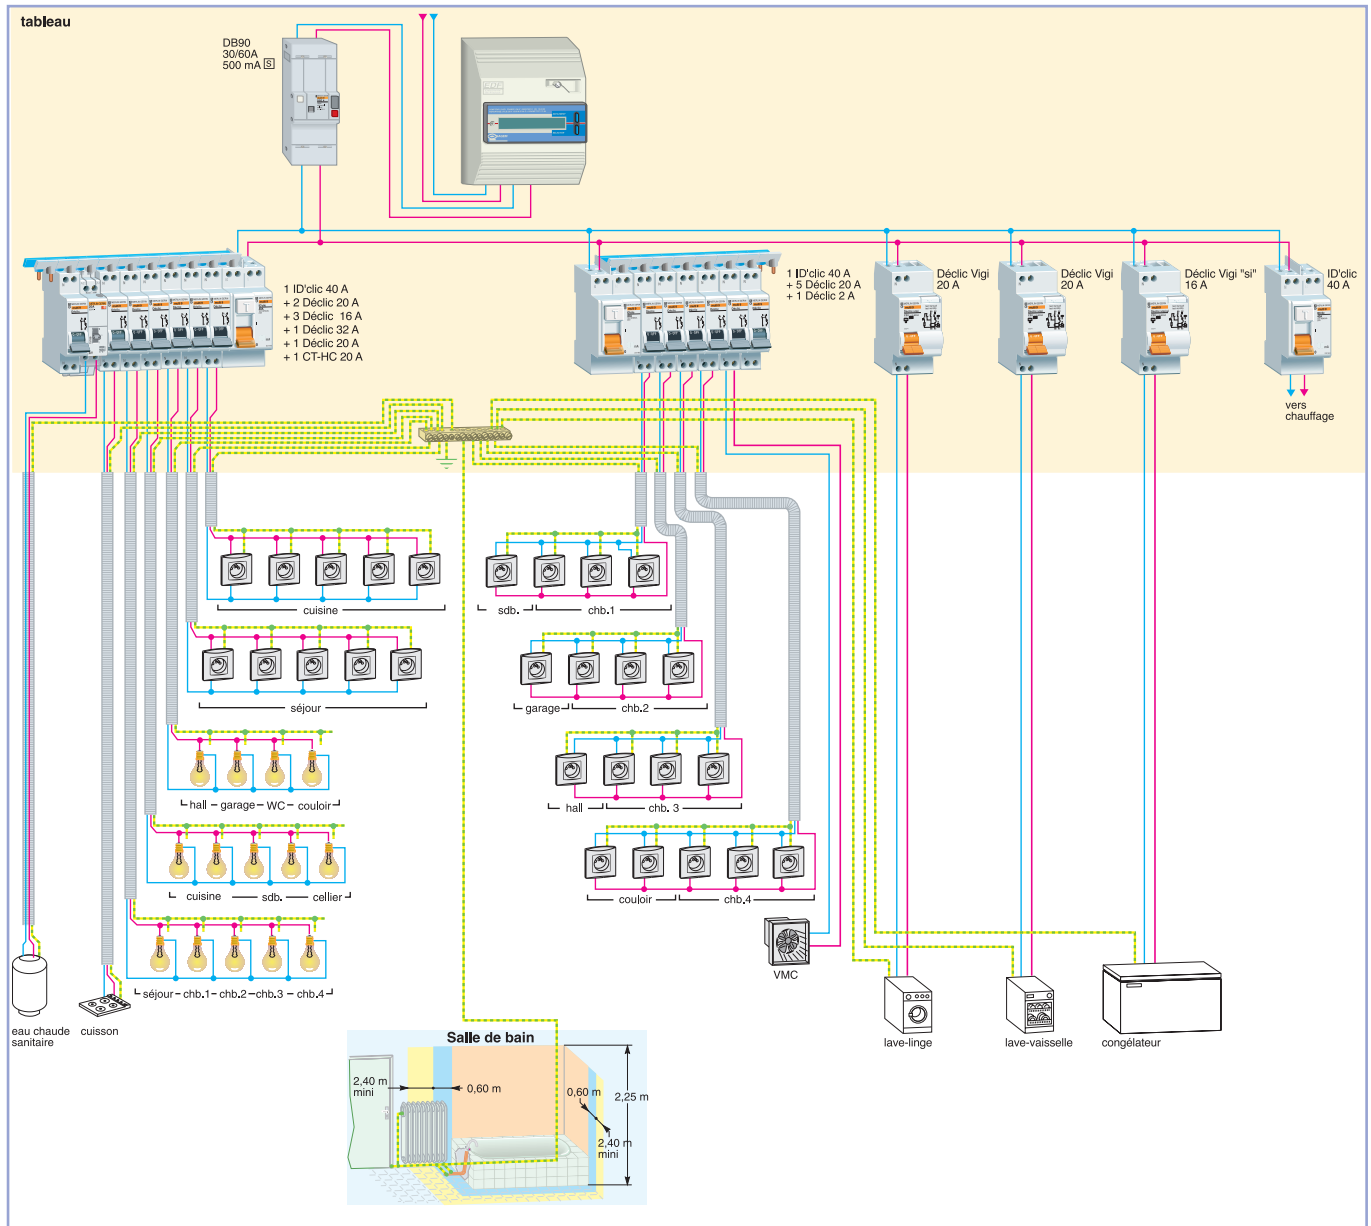 tableau
DB90
30/60A
500 mA S
1 ID'clic 40 A
+ 2 Déclic 20 A
+ 3 Déclic 16 A
+ 1 Déclic 32 A
+ 1 Déclic 20 A
+ 1 CT-HC 20 A
1 ID'clic 40 A
+ 5 Déclic 20 A
+ 1 Déclic 2 A
Déclic Vigi
20 A
Déclic Vigi
20 A
Déclic Vigi "si"
16 A
ID'clic
40 A
vers
chauffage
cuisine
sdb. chb.1
séjour
garage chb.2
hall – garage – WC – couloir
hall chb. 3
cuisine sdb. cellier
couloir chb.4
séjour – chb.1 – chb.2 – chb.3 – chb.4
VMC
eau chaude
sanitaire
cuisson
lave-linge
lave-vaisselle
congélateur
Salle de bain
2,40 m
mini
0,60 m
0,60 m
2,25 m
2,40 m
mini